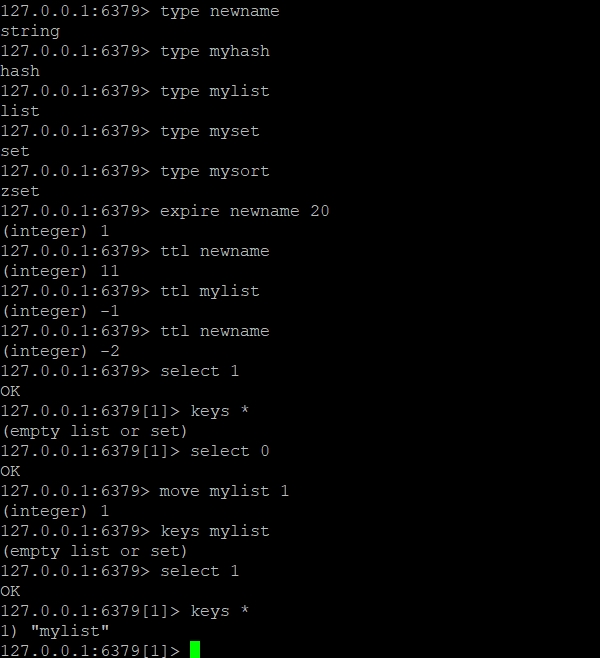 127.0.0.1:6379> type newname
string
127.0.0.1:6379> type myhash
hash
127.0.0.1:6379> type mylist
list
127.0.0.1:6379> type myset
set
127.0.0.1:6379> type mysort
zset
127.0.0.1:6379> expire newname 20
(integer) 1
127.0.0.1:6379> ttl newname
(integer) 11
127.0.0.1:6379> ttl mylist
(integer) -1
127.0.0.1:6379> ttl newname
(integer) -2
127.0.0.1:6379> select 1
OK
127.0.0.1:6379[1]> keys *
(empty list or set)
127.0.0.1:6379[1]> select 0
OK
127.0.0.1:6379> move mylist 1
(integer) 1
127.0.0.1:6379> keys mylist
(empty list or set)
127.0.0.1:6379> select 1
OK
127.0.0.1:6379[1]> keys *
1) "mylist"
127.0.0.1:6379[1]>